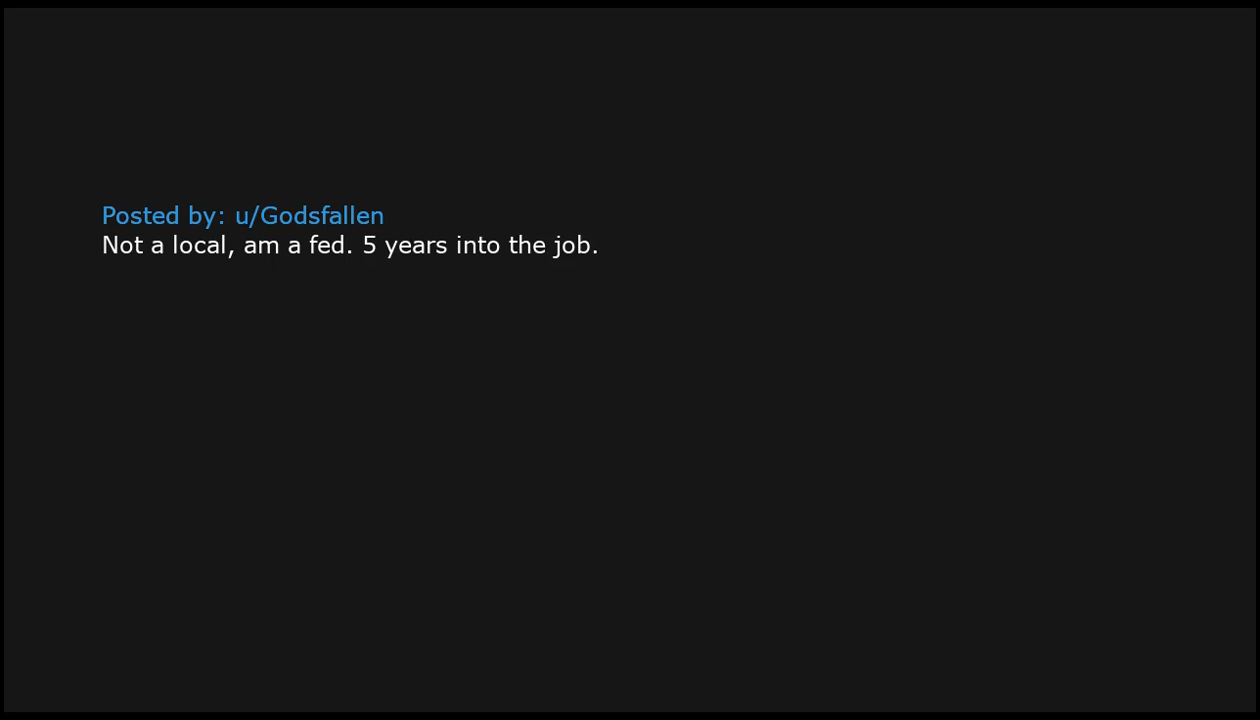 Posted by: u/Godsfallen
Not a local, am a fed. 5 years into the job.